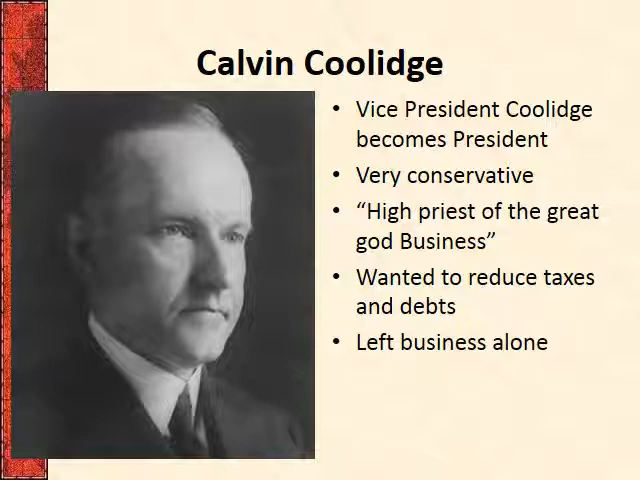 Calvin Coolidge
• Vice President Coolidge
becomes President
• Very conservative
• “High priest of the great
god Business”
• Wanted to reduce taxes
and debts
• Left business alone